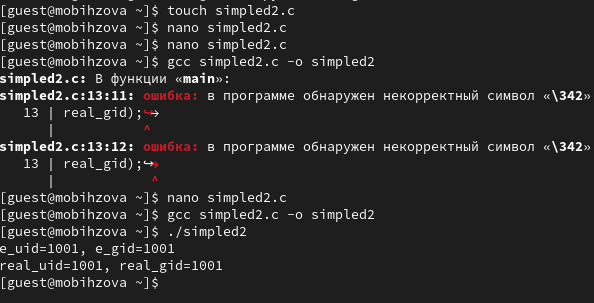 [guest@mobihzova ~]$ touch simpled2.c
[guest@mobihzova ~]$ nano simpled2.c
[guest@mobihzova ~]$ nano simpled2.c
[guest@mobihzova ~]$ gcc simpled2.c -o simpled2
simpled2.c: В функции «main»:
simpled2.c:13:11: ошибка: в программе обнаружен некорректный символ «\342»
   13 | real_gid);↪→
      |           ^
simpled2.c:13:12: ошибка: в программе обнаружен некорректный символ «\342»
   13 | real_gid);↪→
      |            ^
[guest@mobihzova ~]$ nano simpled2.c
[guest@mobihzova ~]$ gcc simpled2.c -o simpled2
[guest@mobihzova ~]$ ./simpled2
e_uid=1001, e_gid=1001
real_uid=1001, real_gid=1001
[guest@mobihzova ~]$